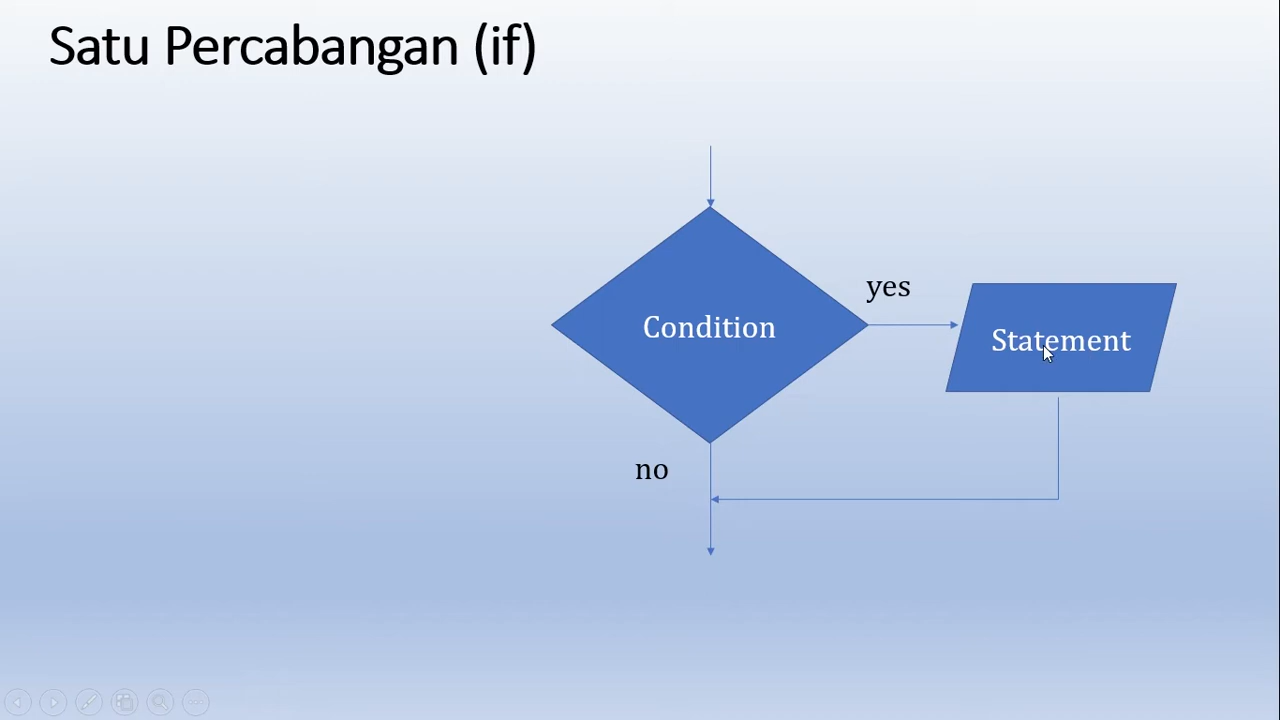 Satu Percabangan (if)
yes
Condition
Statement
no